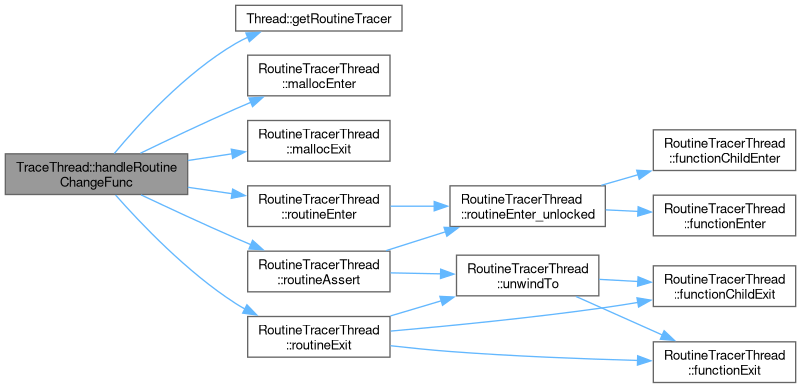 Thread::getRoutineTracer
RoutineTracerThread
::mallocEnter
RoutineTracerThread
::mallocExit
TraceThread::handleRoutine
ChangeFunc
RoutineTracerThread
::routineEnter
RoutineTracerThread
::routineAssert
RoutineTracerThread
::routineExit
RoutineTracerThread
::routineEnter_unlocked
RoutineTracerThread
::unwindTo
RoutineTracerThread
::functionChildEnter
RoutineTracerThread
::functionEnter
RoutineTracerThread
::functionChildExit
RoutineTracerThread
::functionExit